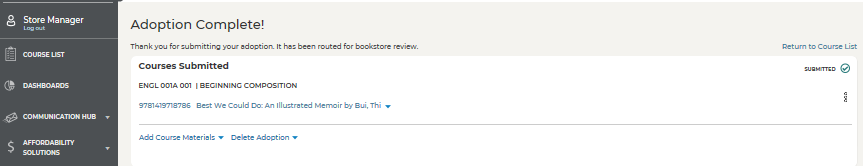 Store Manager
Log out
COURSE LIST
DASHBOARDS
COMMUNICATION HUB
AFFORDABILITY
SOLUTIONS
Adoption Complete!
Thank you for submitting your adoption. It has been routed for bookstore review.
Return to Course List
Courses Submitted
SUBMITTED
ENGL 001A 001 | BEGINNING COMPOSITION
9781419718786 Best We Could Do: An Illustrated Memoir by Bui, Thi
Add Course Materials
Delete Adoption